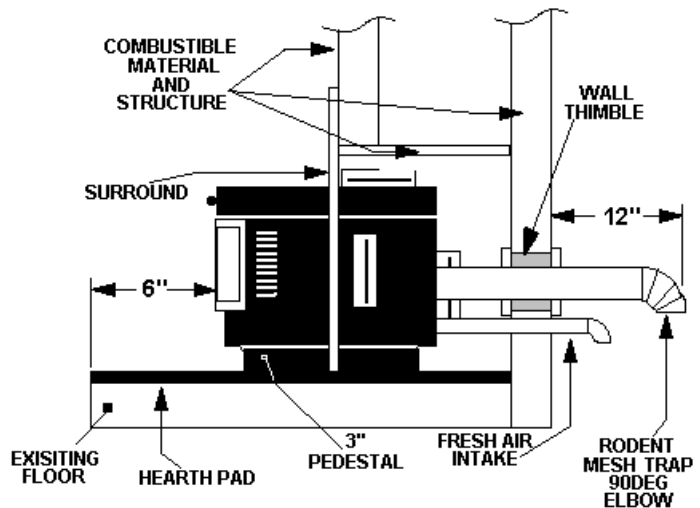 COMBUSTIBLE
MATERIAL
AND
STRUCTURE
WALL
THIMBLE
SURROUND
12"
6"
EXISITING
FLOOR
HEARTH PAD
3"
PEDESTAL
FRESH AIR
INTAKE
RODENT
MESH TRAP
90DEG
ELBOW